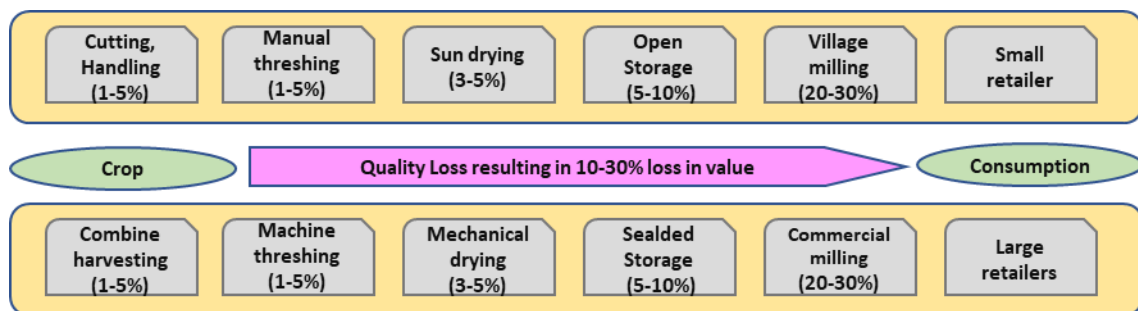 Cutting,
Handling
(1-5%)
Manual
threshing
(1-5%)
Sun drying
(3-5%)
Open
Storage
(5-10%)
Village
milling
(20-30%)
Small
retailer
Crop
Quality Loss resulting in 10-30% loss in value
Consumption
Combine
harvesting
(1-5%)
Machine
threshing
(1-5%)
Mechanical
drying
(3-5%)
Sealded
Storage
(5-10%)
Commercial
milling
(20-30%)
Large
retailers